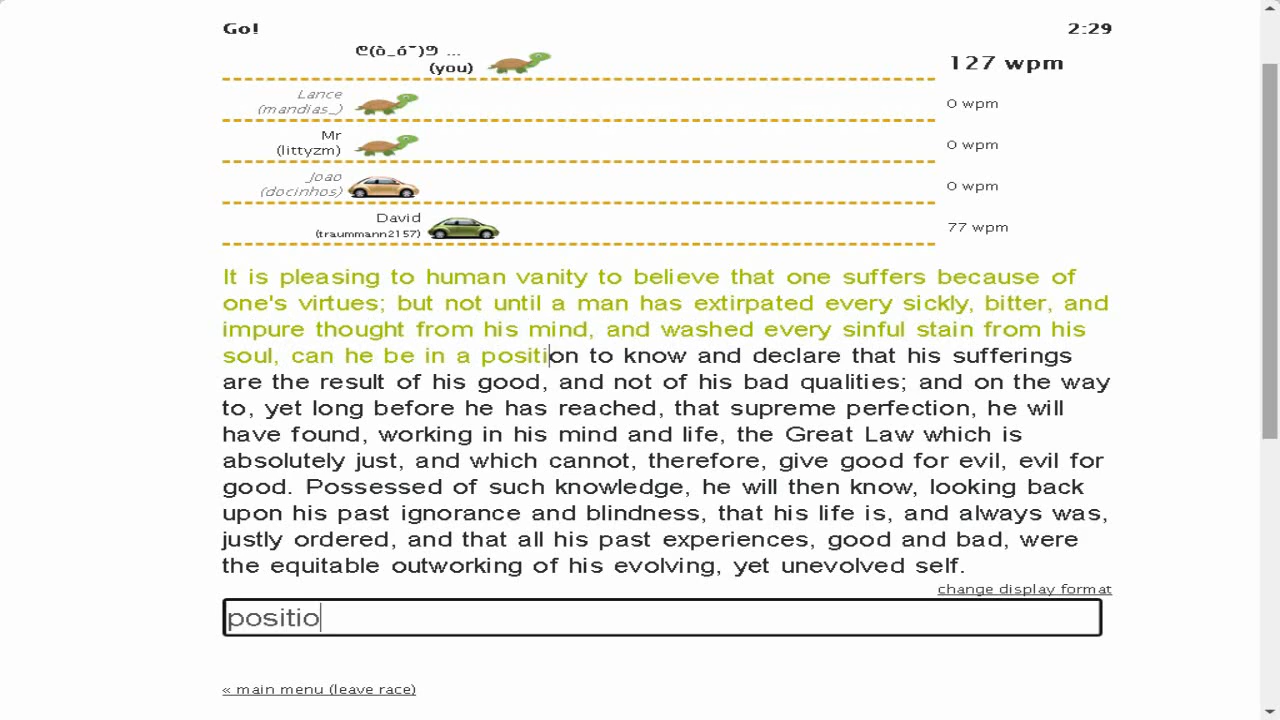 Go!
2:29
ლ(ò_ó˘)ლ ...
(you)
127 wpm
Lance
(mandias_)
0 wpm
Mr
(littyzm)
0 wpm
Joao
(docinhos)
0 wpm
David
(traummann2157)
77 wpm
It is pleasing to human vanity to believe that one suffers because of
one's virtues; but not until a man has extirpated every sickly, bitter, and
impure thought from his mind, and washed every sinful stain from his
soul, can he be in a position to know and declare that his sufferings
are the result of his good, and not of his bad qualities; and on the way
to, yet long before he has reached, that supreme perfection, he will
have found, working in his mind and life, the Great Law which is
absolutely just, and which cannot, therefore, give good for evil, evil for
good. Possessed of such knowledge, he will then know, looking back
upon his past ignorance and blindness, that his life is, and always was,
justly ordered, and that all his past experiences, good and bad, were
the equitable outworking of his evolving, yet unevolved self.
change display format
positio
« main menu (leave race)